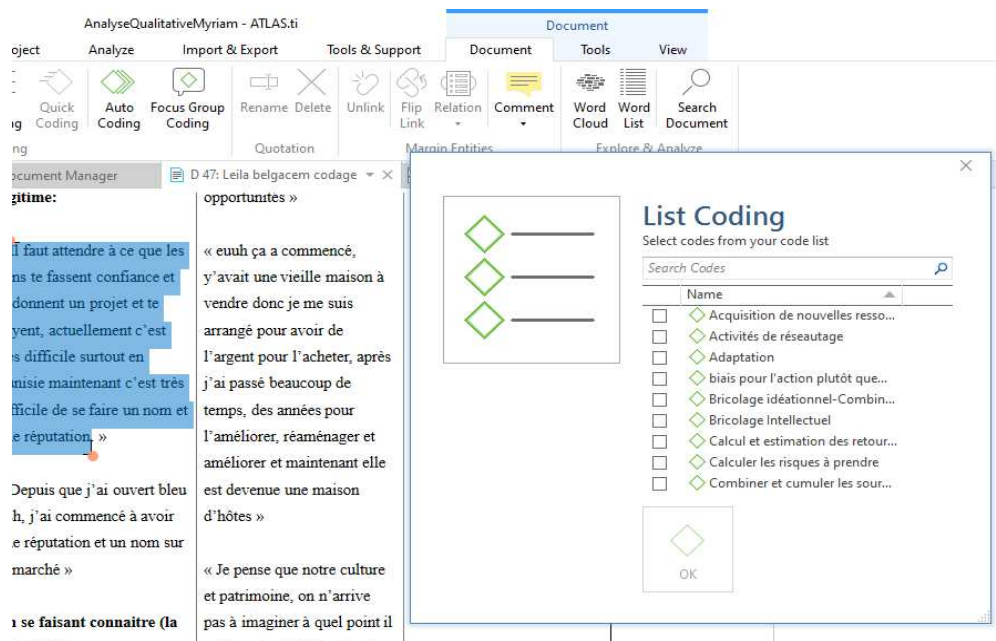 AnalyseQualitativeMyriam - ATLAS.ti
Document
oject Analyze Import & Export Tools & Support Document Tools View
Quick Coding
Auto Coding
Focus Group Coding
Rename
Delete
Unlink
Flip Link
Relation
Comment
Word Cloud
Word List
Search Document
Quotation
Margin Entities
Explore & Analyze
ocument Manager
D 47: Leila belgacem codage
gitime:
Il faut attendre à ce que les
ns te fassent confiance et
donnent un projet et te
yent, actuellement c'est
s difficile surtout en
nisie maintenant c'est très
fficile de se faire un nom et
e réputation. »
Depuis que j'ai ouvert bleu
h, j'ai commencé à avoir
e réputation et un nom sur
marché »
n se faisant connaitre (la
opportunités »
« euuh ça a commencé,
y'avait une vieille maison à
vendre donc je me suis
arrangé pour avoir de
l'argent pour l'acheter, après
j'ai passé beaucoup de
temps, des années pour
l'améliorer, réaménager et
améliorer et maintenant elle
est devenue une maison
d'hôtes »
« Je pense que notre culture
et patrimoine, on n'arrive
pas à imaginer à quel point il
List Coding
Select codes from your code list
Search Codes
Name
Acquisition de nouvelles resso...
Activités de réseautage
Adaptation
biais pour l'action plutôt que...
Bricolage idéationnel-Combin...
Bricolage Intellectuel
Calcul et estimation des retour...
Calculer les risques à prendre
Combiner et cumuler les sour...
OK